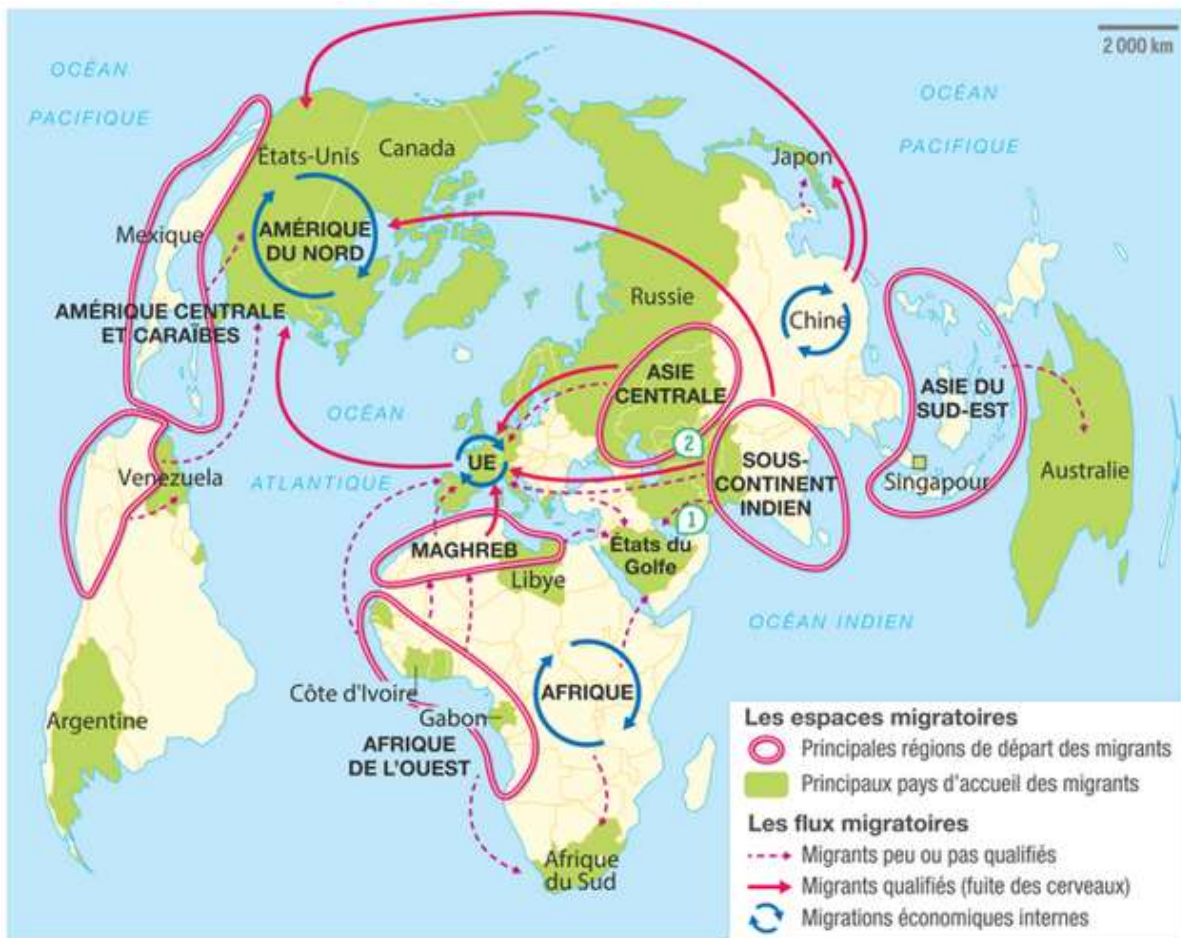 2 000 km
OCÉAN
PACIFIQUE
OCÉAN
PACIFIQUE
États-Unis
Canada
Japon
Mexique
AMÉRIQUE
DU NORD
AMÉRIQUE CENTRALE
ET CARAÏBES
Russie
Chine
ASIE
CENTRALE
ASIE DU
SUD-EST
OCÉAN
ATLANTIQUE
UE
2
Venezuela
SOUS-
CONTINENT
INDIEN
Singapour
Australie
1
MAGHREB
Libye
États du
Golfe
OCÉAN INDIEN
Côte d'Ivoire
Gabon
AFRIQUE
AFRIQUE
DE L'OUEST
Argentine
Afrique
du Sud
Les espaces migratoires
Principales régions de départ des migrants
Principaux pays d'accueil des migrants
Les flux migratoires
Migrants peu ou pas qualifiés
Migrants qualifiés (fuite des cerveaux)
Migrations économiques internes